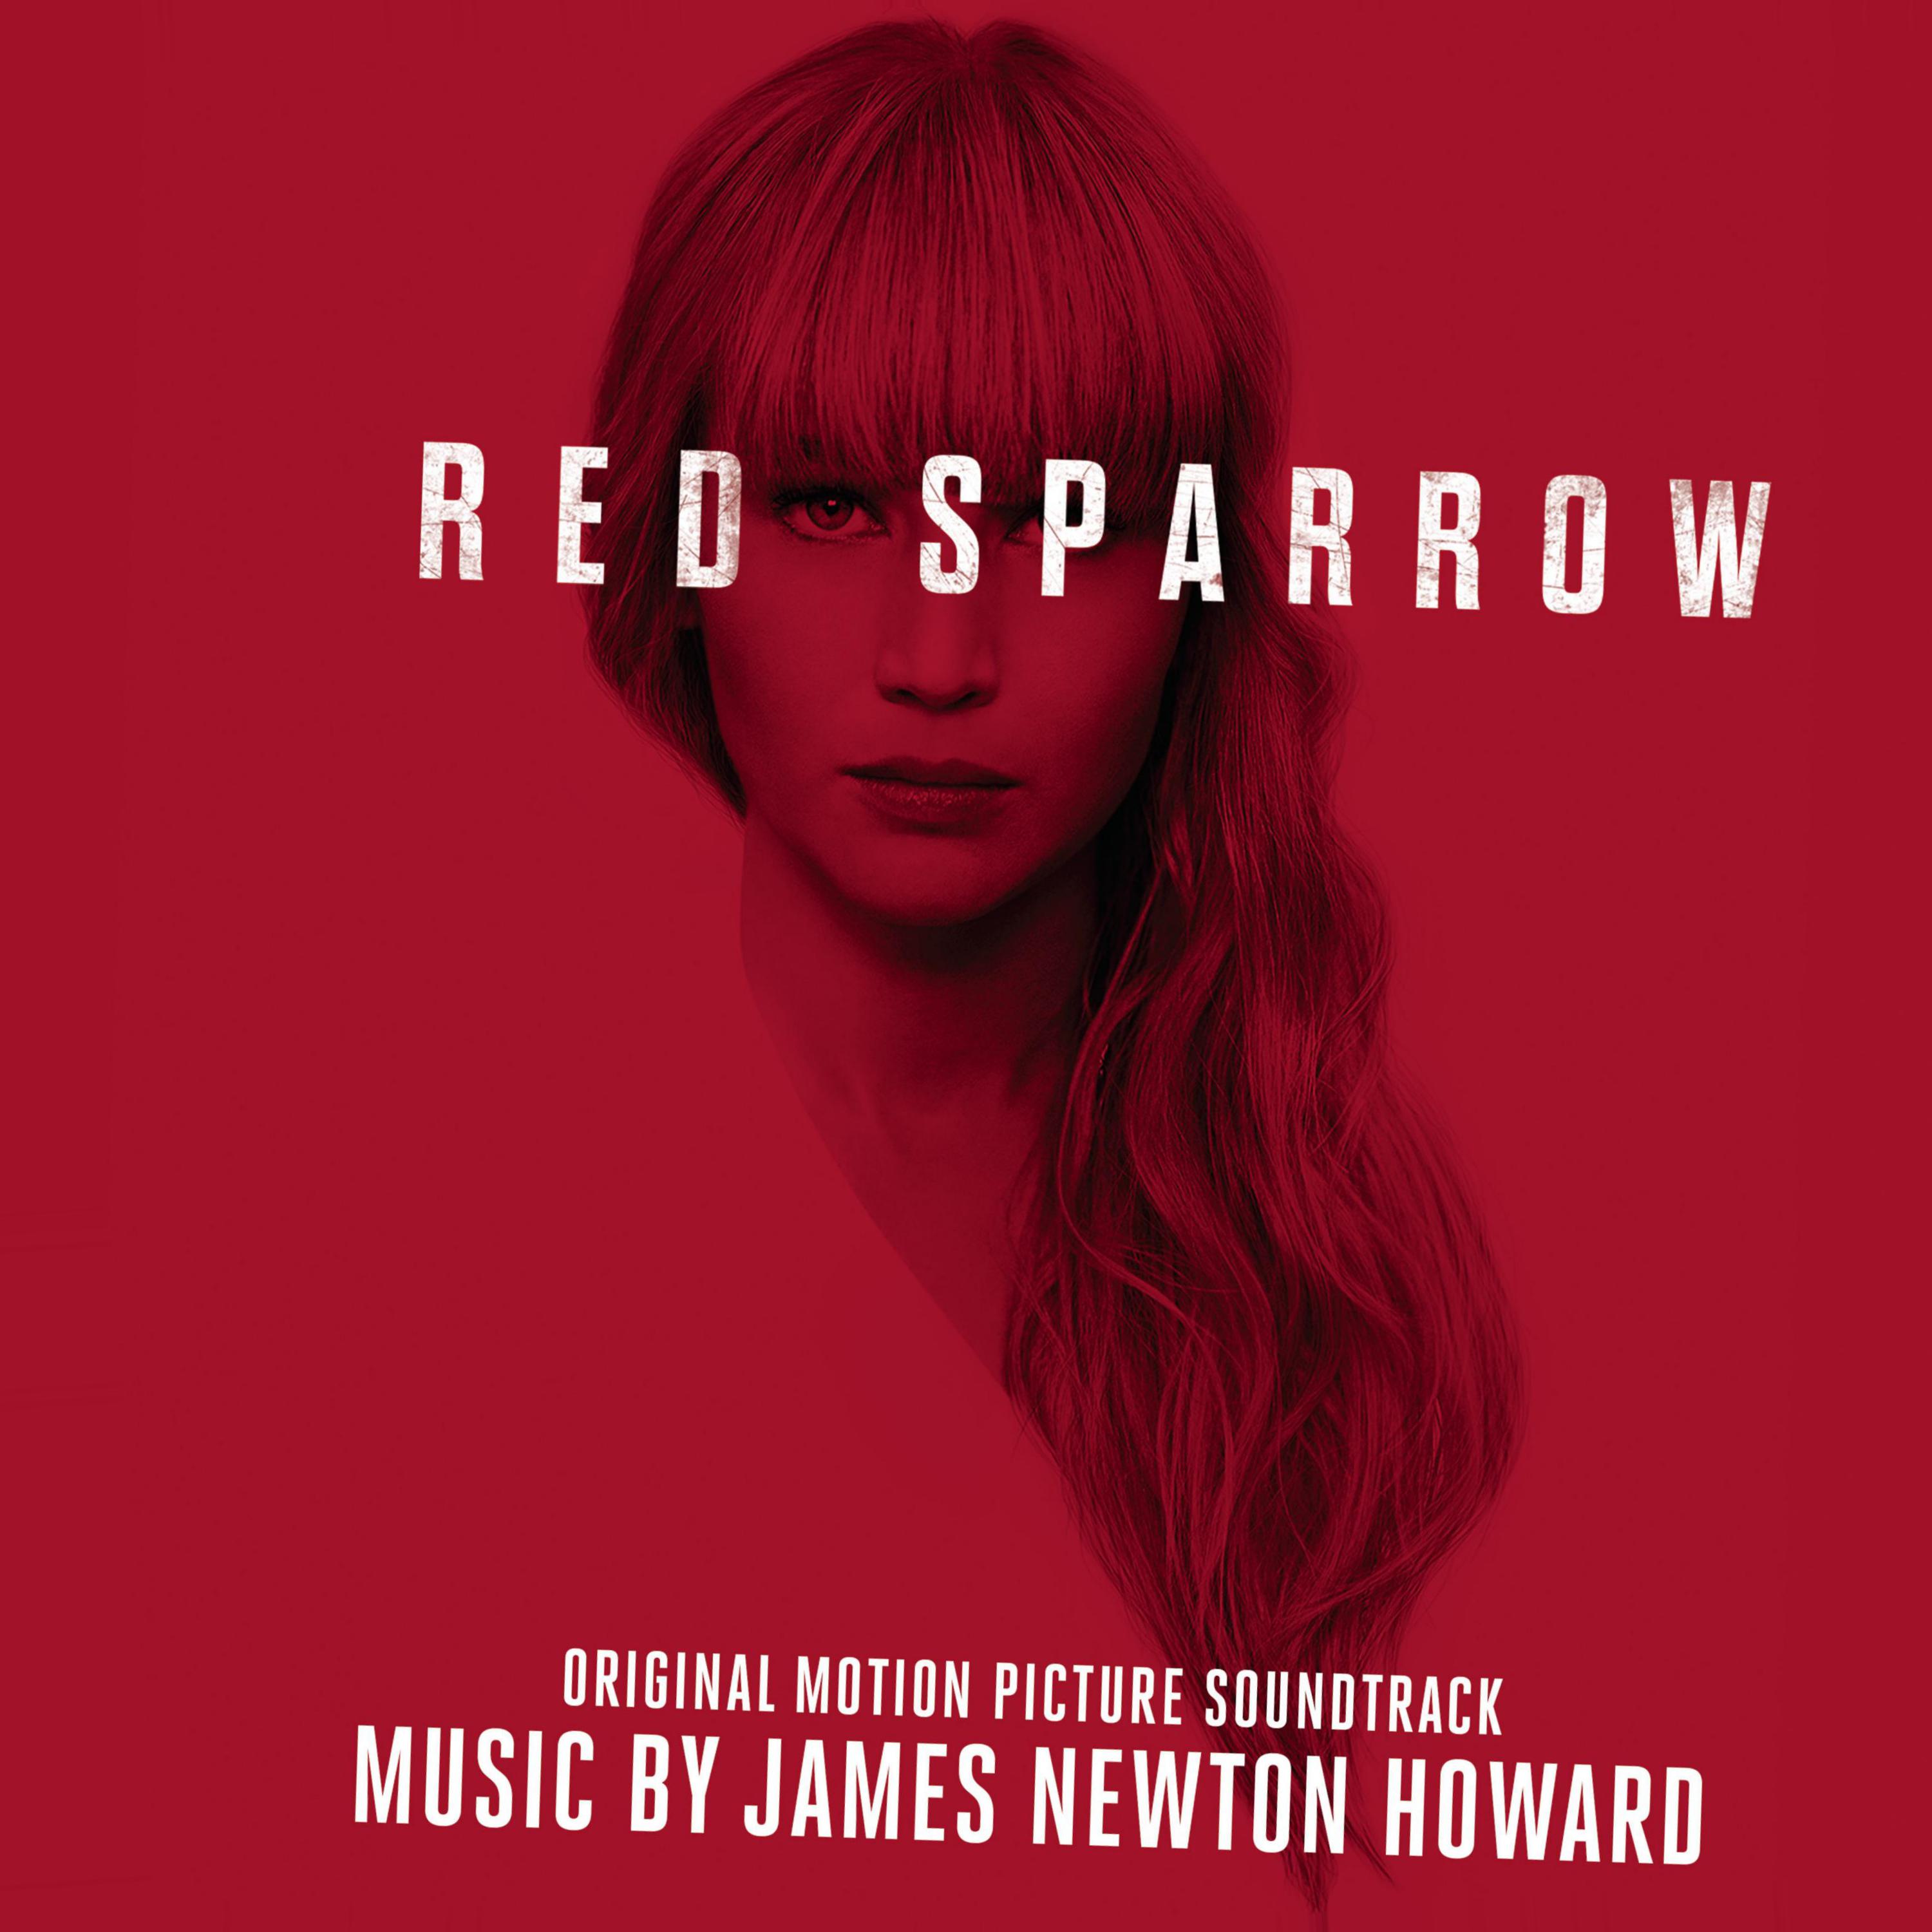 RED SPARROW
ORIGINAL MOTION PICTURE SOUNDTRACK
MUSIC BY JAMES NEWTON HOWARD